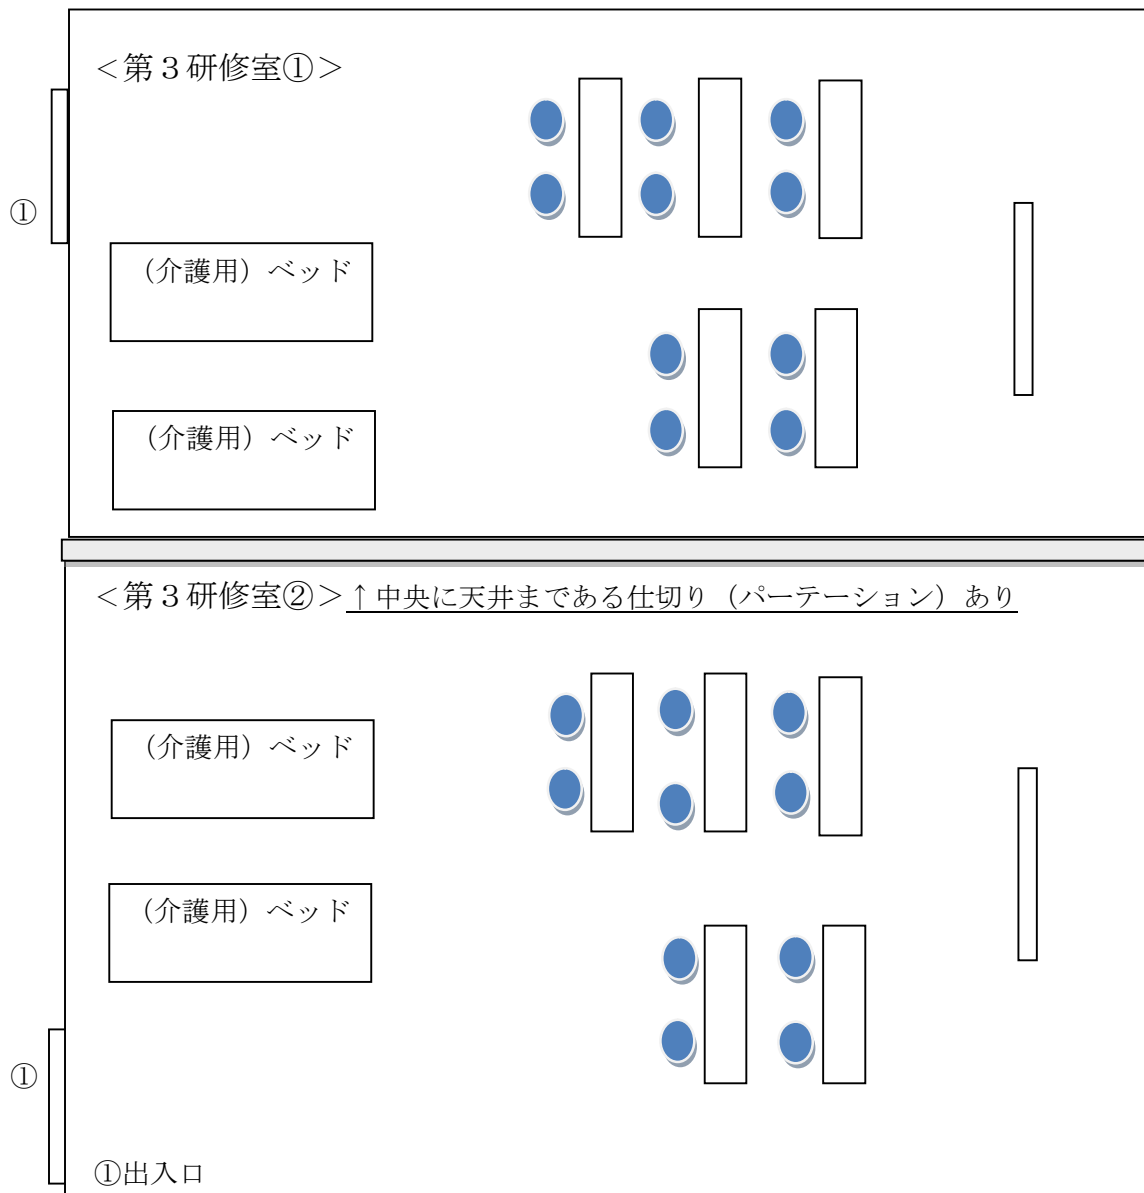 ＜第３研修室①＞
①
（介護用）ベッド
（介護用）ベッド
＜第３研修室②＞↑中央に天井まである仕切り（パーテーション）あり
（介護用）ベッド
（介護用）ベッド
①
①出入口